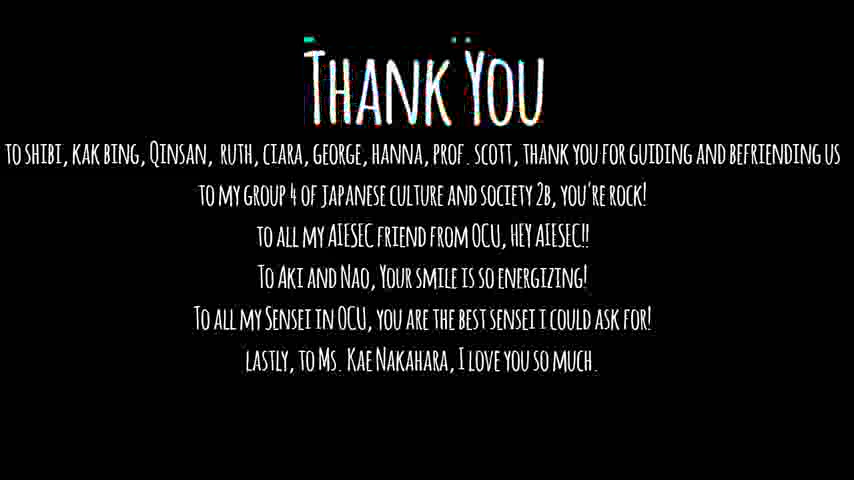 Thank You
to shibi, kak bing, Qinsan, ruth, ciara, george, hanna, prof. scott, thank you for guiding and befriending us
to my group 4 of japanese culture and society 2b, you're rock!
to all my AIESEC friend from OCU, HEY AIESEC!!
To Aki and Nao, Your smile is so energizing!
To all my Sensei in OCU, you are the best sensei i could ask for!
lastly, to Ms. Kae Nakahara, I love you so much.